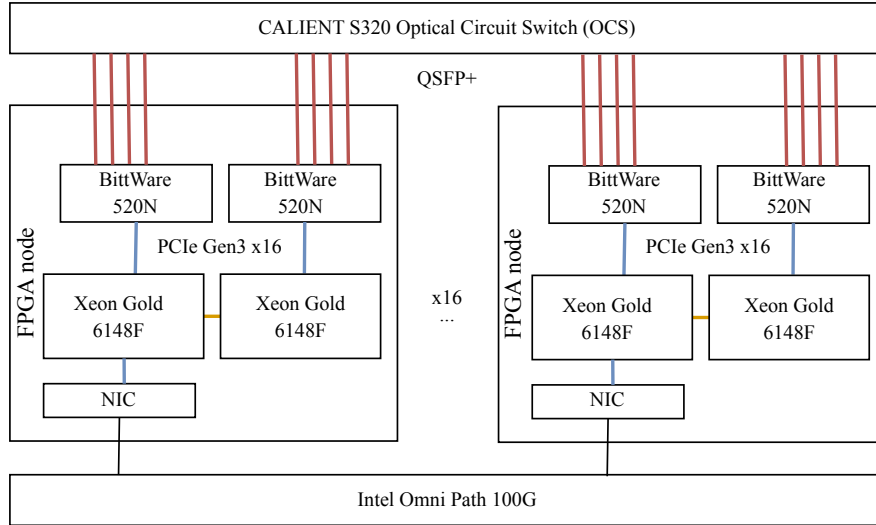 CALIENT S320 Optical Circuit Switch (OCS)
QSFP+
BittWare
520N
BittWare
520N
PCIe Gen3 x16
FPGA node
Xeon Gold
6148F
Xeon Gold
6148F
NIC
x16
...
BittWare
520N
BittWare
520N
PCIe Gen3 x16
FPGA node
Xeon Gold
6148F
Xeon Gold
6148F
NIC
Intel Omni Path 100G